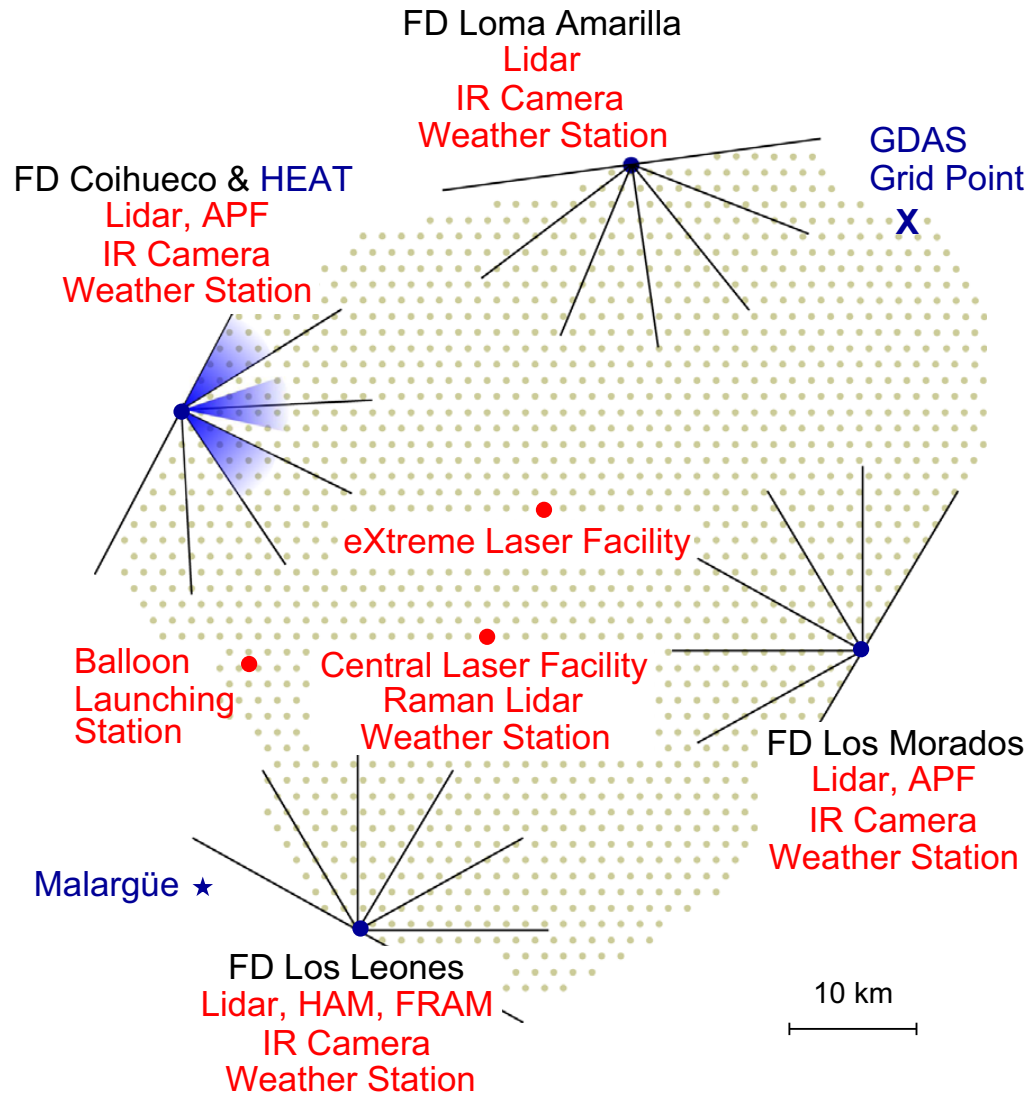 FD Loma Amarilla
Lidar
IR Camera
Weather Station
GDAS
Grid Point
X
FD Coihueco & HEAT
Lidar, APF
IR Camera
Weather Station
eXtreme Laser Facility
Balloon
Launching
Station
Central Laser Facility
Raman Lidar
Weather Station
FD Los Morados
Lidar, APF
IR Camera
Weather Station
Malargüe
FD Los Leones
Lidar, HAM, FRAM
IR Camera
Weather Station
10 km